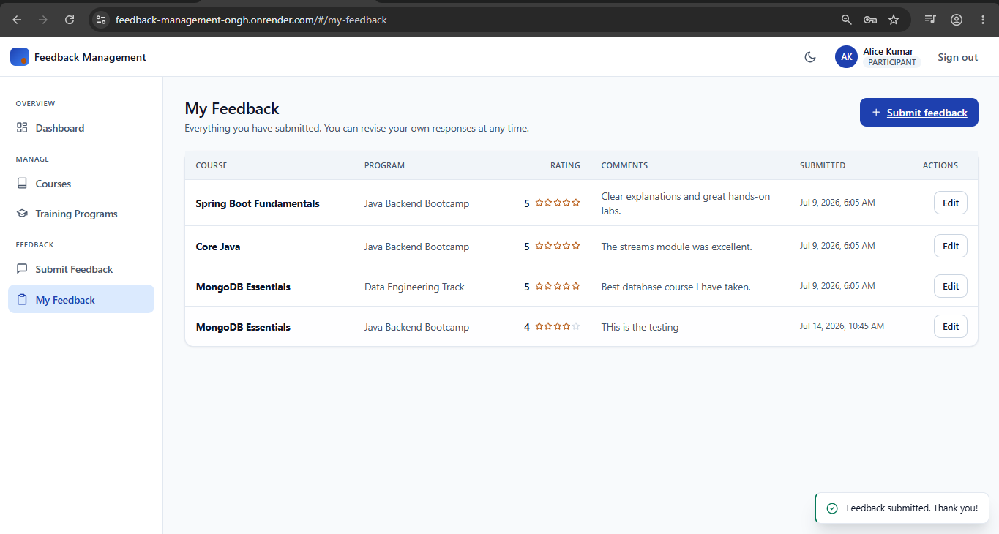 feedback-management-ongh.onrender.com/#/my-feedback
Feedback Management
AK
Alice Kumar
PARTICIPANT
Sign out
OVERVIEW
Dashboard
MANAGE
Courses
Training Programs
FEEDBACK
Submit Feedback
My Feedback
My Feedback
Everything you have submitted. You can revise your own responses at any time.
+ Submit feedback
COURSE PROGRAM RATING COMMENTS SUBMITTED ACTIONS
Spring Boot Fundamentals Java Backend Bootcamp 5 Clear explanations and great hands-on Jul 9, 2026, 6:05 AM Edit
labs.
Core Java Java Backend Bootcamp 5 The streams module was excellent. Jul 9, 2026, 6:05 AM Edit
MongoDB Essentials Data Engineering Track 5 Best database course I have taken. Jul 9, 2026, 6:05 AM Edit
MongoDB Essentials Java Backend Bootcamp 4 THis is the testing Jul 14, 2026, 10:45 AM Edit
Feedback submitted. Thank you!